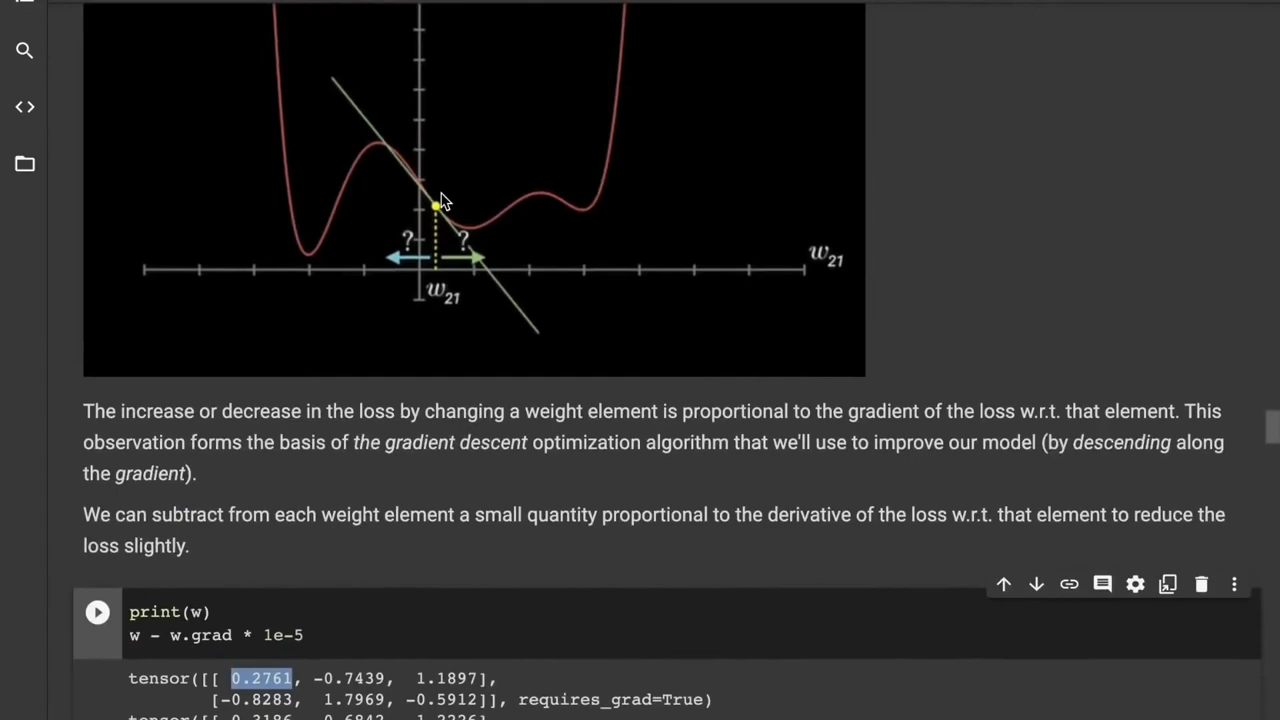 ? ?
w21
w21
The increase or decrease in the loss by changing a weight element is proportional to the gradient of the loss w.r.t. that element. This
observation forms the basis of the gradient descent optimization algorithm that we'll use to improve our model (by descending along
the gradient).
We can subtract from each weight element a small quantity proportional to the derivative of the loss w.r.t. that element to reduce the
loss slightly.
print(w)
w - w.grad * 1e-5
tensor([[ 0.2761, -0.7439, 1.1897],
[-0.8283, 1.7969, -0.5912]], requires_grad=True)